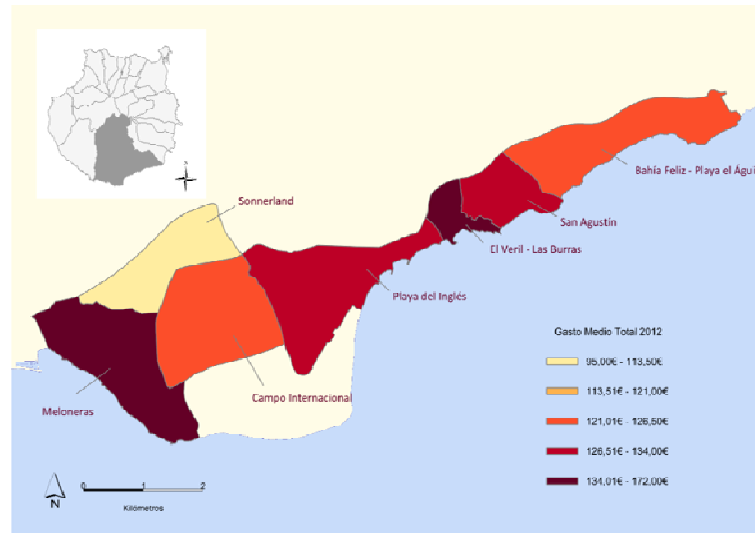 Sonnerland
Bahía Feliz - Playa el Águi
San Agustín
El Veril - Las Burras
Playa del Inglés
Meloneras
Campo Internacional
Gasto Medio Total 2012
95,00€ - 113,50€
113,51€ - 121,00€
121,01€ - 126,50€
126,51€ - 134,00€
134,01€ - 172,00€
N
0 1 2
Kilómetros